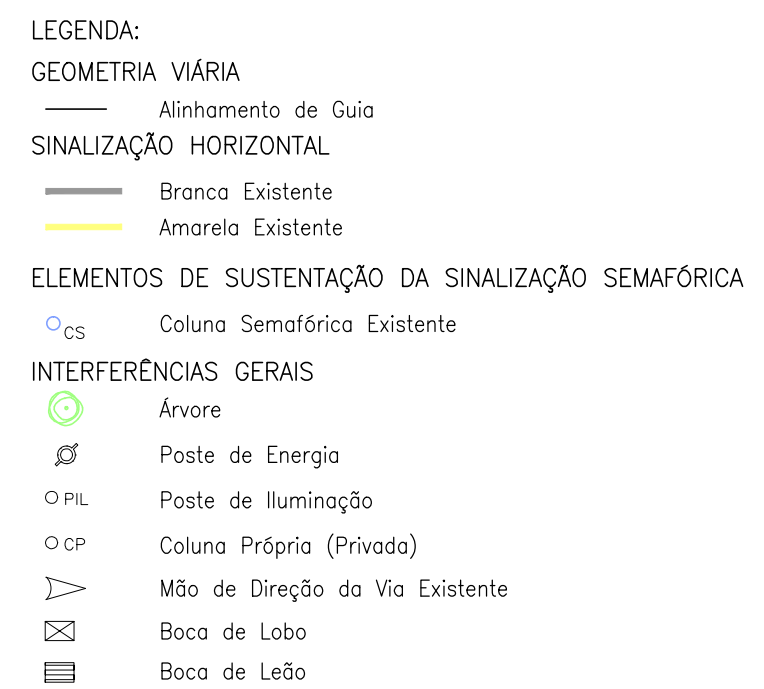 LEGENDA:
GEOMETRIA VIÁRIA
Alinhamento de Guia
SINALIZAÇÃO HORIZONTAL
Branca Existente
Amarela Existente
ELEMENTOS DE SUSTENTAÇÃO DA SINALIZAÇÃO SEMAFÓRICA
CS Coluna Semafórica Existente
INTERFERÊNCIAS GERAIS
Árvore
Poste de Energia
PIL Poste de Iluminação
CP Coluna Própria (Privada)
Mão de Direção da Via Existente
Boca de Lobo
Boca de Leão